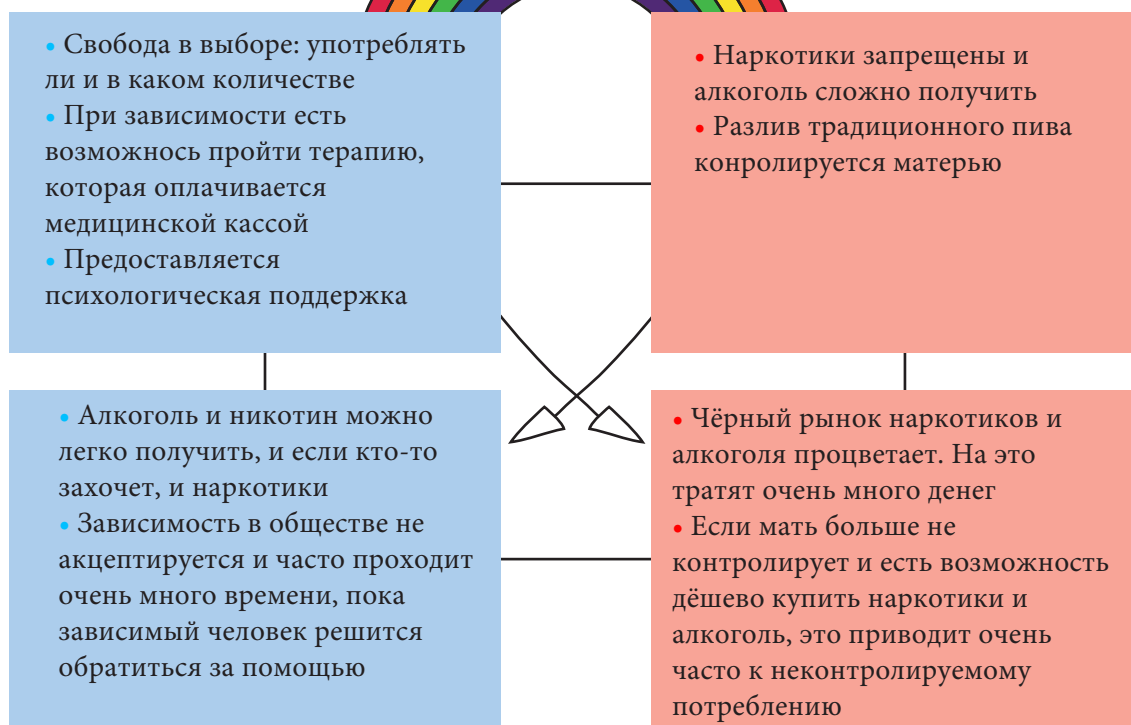 • Свобода в выборе: употреблять
ли и в каком количестве
• При зависимости есть
возможнось пройти терапию,
которая оплачивается
медицинской кассой
• Предоставляется
психологическая поддержка
• Наркотики запрещены и
алкоголь сложно получить
• Разлив традиционного пива
конролируется матерью
• Алкоголь и никотин можно
легко получить, и если кто-то
захочет, и наркотики
• Зависимость в обществе не
акцептируется и часто проходит
очень много времени, пока
зависимый человек решится
обратиться за помощью
• Чёрный рынок наркотиков и
алкоголя процветает. На это
тратят очень много денег
• Если мать больше не
контролирует и есть возможность
дёшево купить наркотики и
алкоголь, это приводит очень
часто к неконтролируемому
потреблению